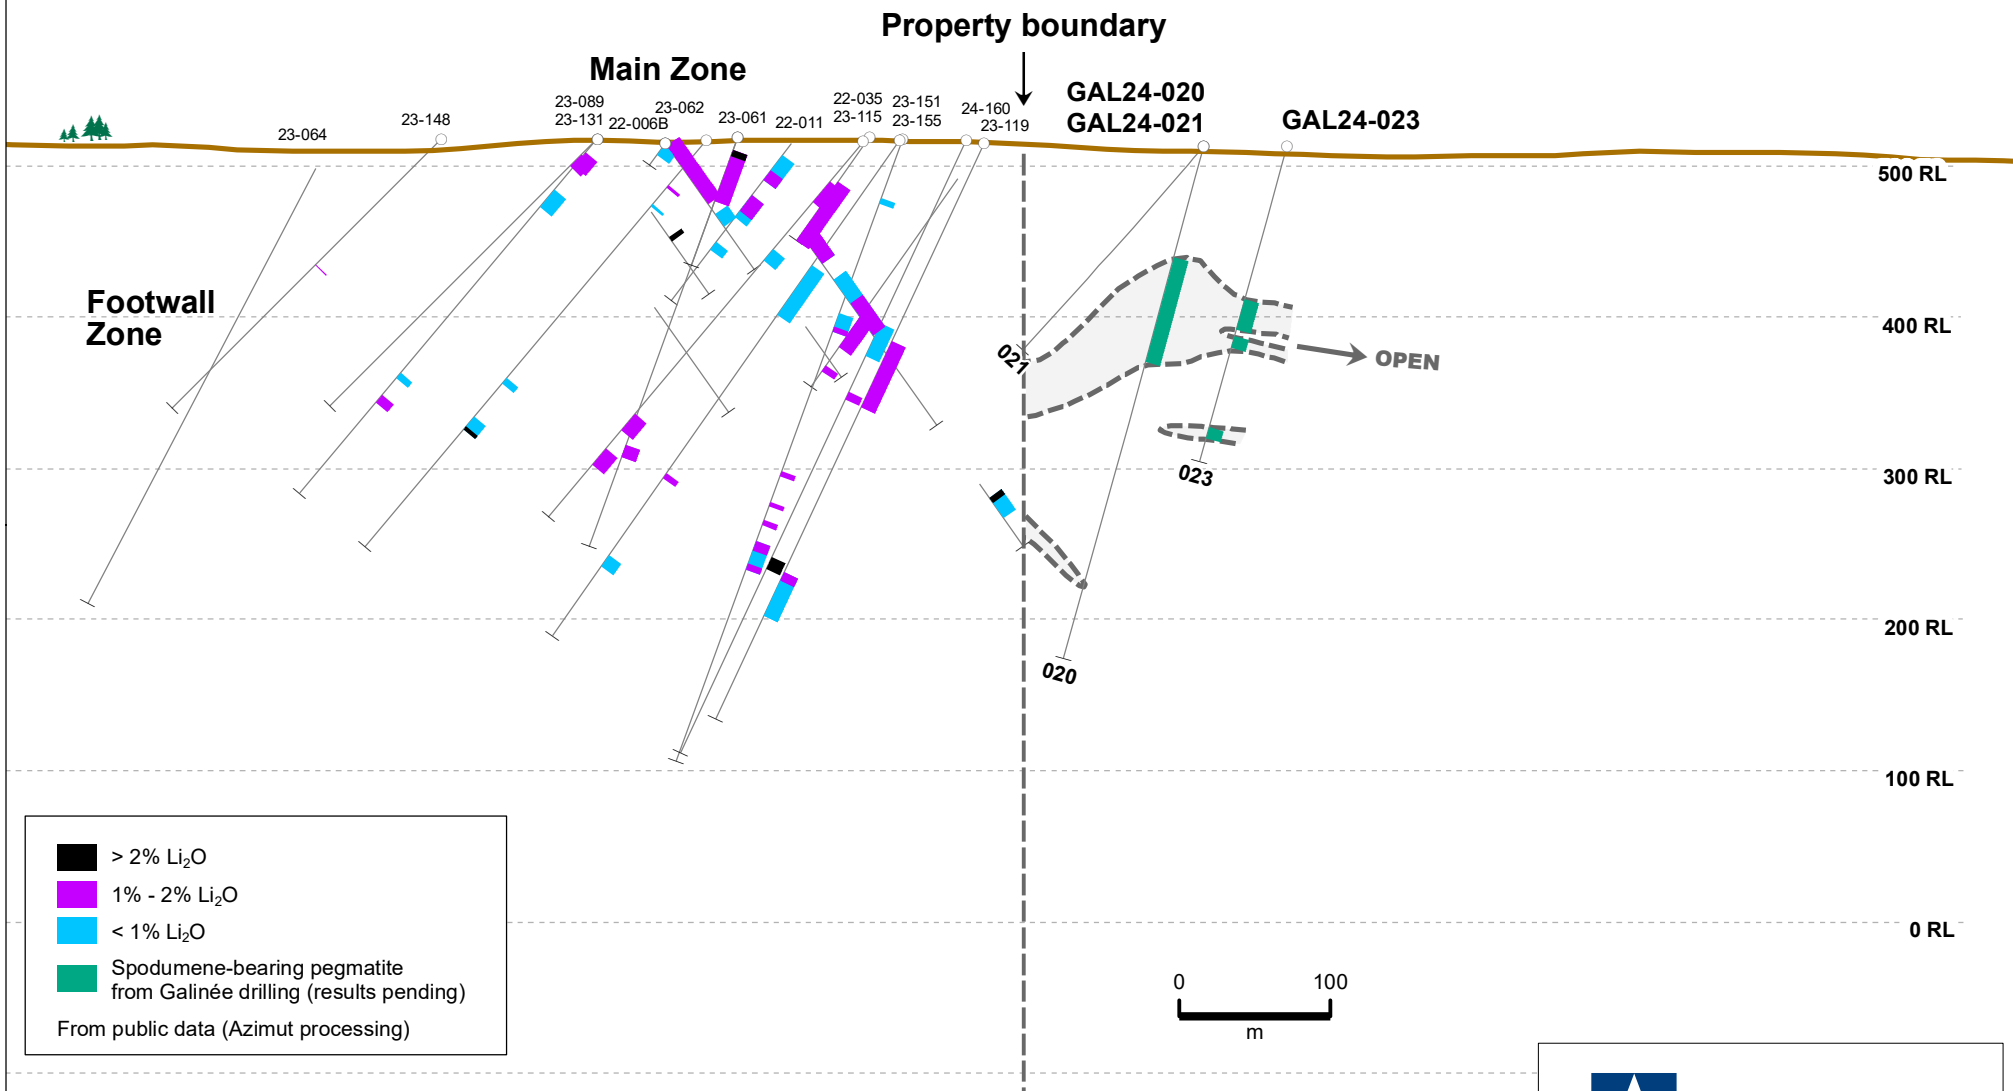 Property boundary
Main Zone
GAL24-020
GAL24-021
GAL24-023
23-064
23-148
23-089
23-131
22-006B
23-062
23-061
22-011
22-035
23-115
23-151
23-155
24-160
23-119
500 RL
Footwall
Zone
400 RL
021
OPEN
300 RL
023
200 RL
020
100 RL
0 RL
> 2% Li₂O
1% - 2% Li₂O
< 1% Li₂O
Spodumene-bearing pegmatite
from Galinée drilling (results pending)
From public data (Azimut processing)
0 100
m